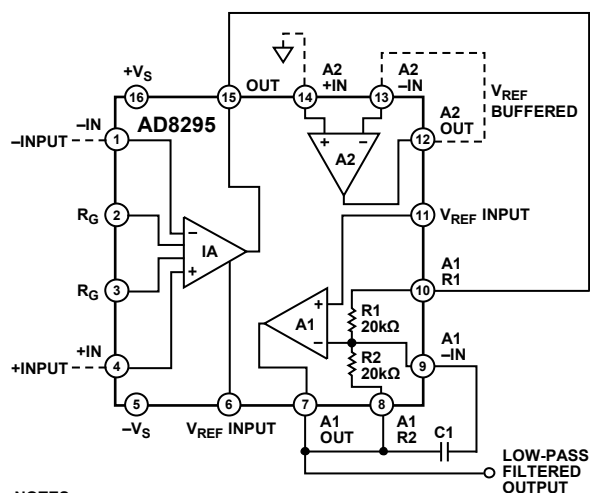 +VS
OUT
A2
+IN
A2
–IN
16
15
14
13
AD8295
VREF
BUFFERED
–IN
–INPUT
1
+
–
A2
A2
OUT
12
RG
2
–
IA
+
11
VREF INPUT
RG
3
A1
R1
10
+
A1
–
R1
20kΩ
R2
20kΩ
A1
–IN
9
+IN
+INPUT
4
5
6
7
8
–VS
VREF INPUT
A1
OUT
A1
R2
C1
LOW-PASS
FILTERED
OUTPUT